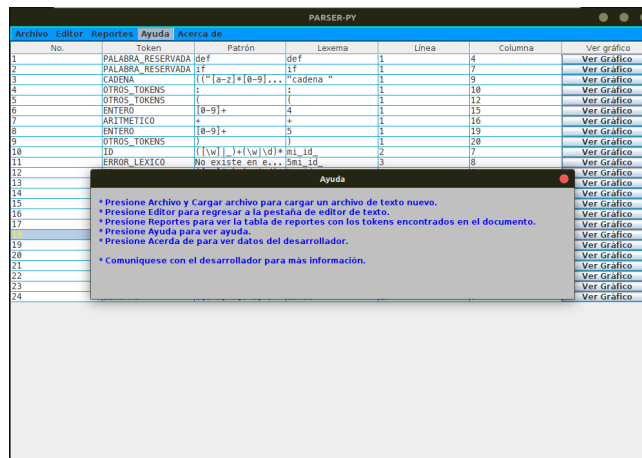 PARSER-PY
Archivo Editor Reportes Ayuda Acerca de
No. Token Patrón Lexema Línea Columna Ver gráfico
1 PALABRA_RESERVADA def def 1 4 Ver Gráfico
2 PALABRA_RESERVADA if if 1 7 Ver Gráfico
3 CADENA (("[a-z]*[0-9]... "cadena " 1 9 Ver Gráfico
4 OTROS_TOKENS : : 1 10 Ver Gráfico
5 OTROS_TOKENS ( ( 1 12 Ver Gráfico
6 ENTERO [0-9]+ 4 1 15 Ver Gráfico
7 ARITMETICO + + 1 16 Ver Gráfico
8 ENTERO [0-9]+ 5 1 19 Ver Gráfico
9 OTROS_TOKENS ) ) 1 20 Ver Gráfico
10 ID ([\w]|_)+(\w|\d)* mi_id_ 2 7 Ver Gráfico
11 ERROR_LEXICO No existe en e... 5mi_id_ 3 8 Ver Gráfico
12 Ver Gráfico
13 Ver Gráfico
14 Ver Gráfico
15 Ver Gráfico
16 Ver Gráfico
17 Ver Gráfico
Ver Gráfico
19 Ver Gráfico
20 Ver Gráfico
21 Ver Gráfico
22 Ver Gráfico
23 Ver Gráfico
24 Ver Gráfico
Ayuda
* Presione Archivo y Cargar archivo para cargar un archivo de texto nuevo.
* Presione Editor para regresar a la pestaña de editor de texto.
* Presione Reportes para ver la tabla de reportes con los tokens encontrados en el documento.
* Presione Ayuda para ver ayuda.
* Presione Acerda de para ver datos del desarrollador.
* Comuniquese con el desarrollador para más información.